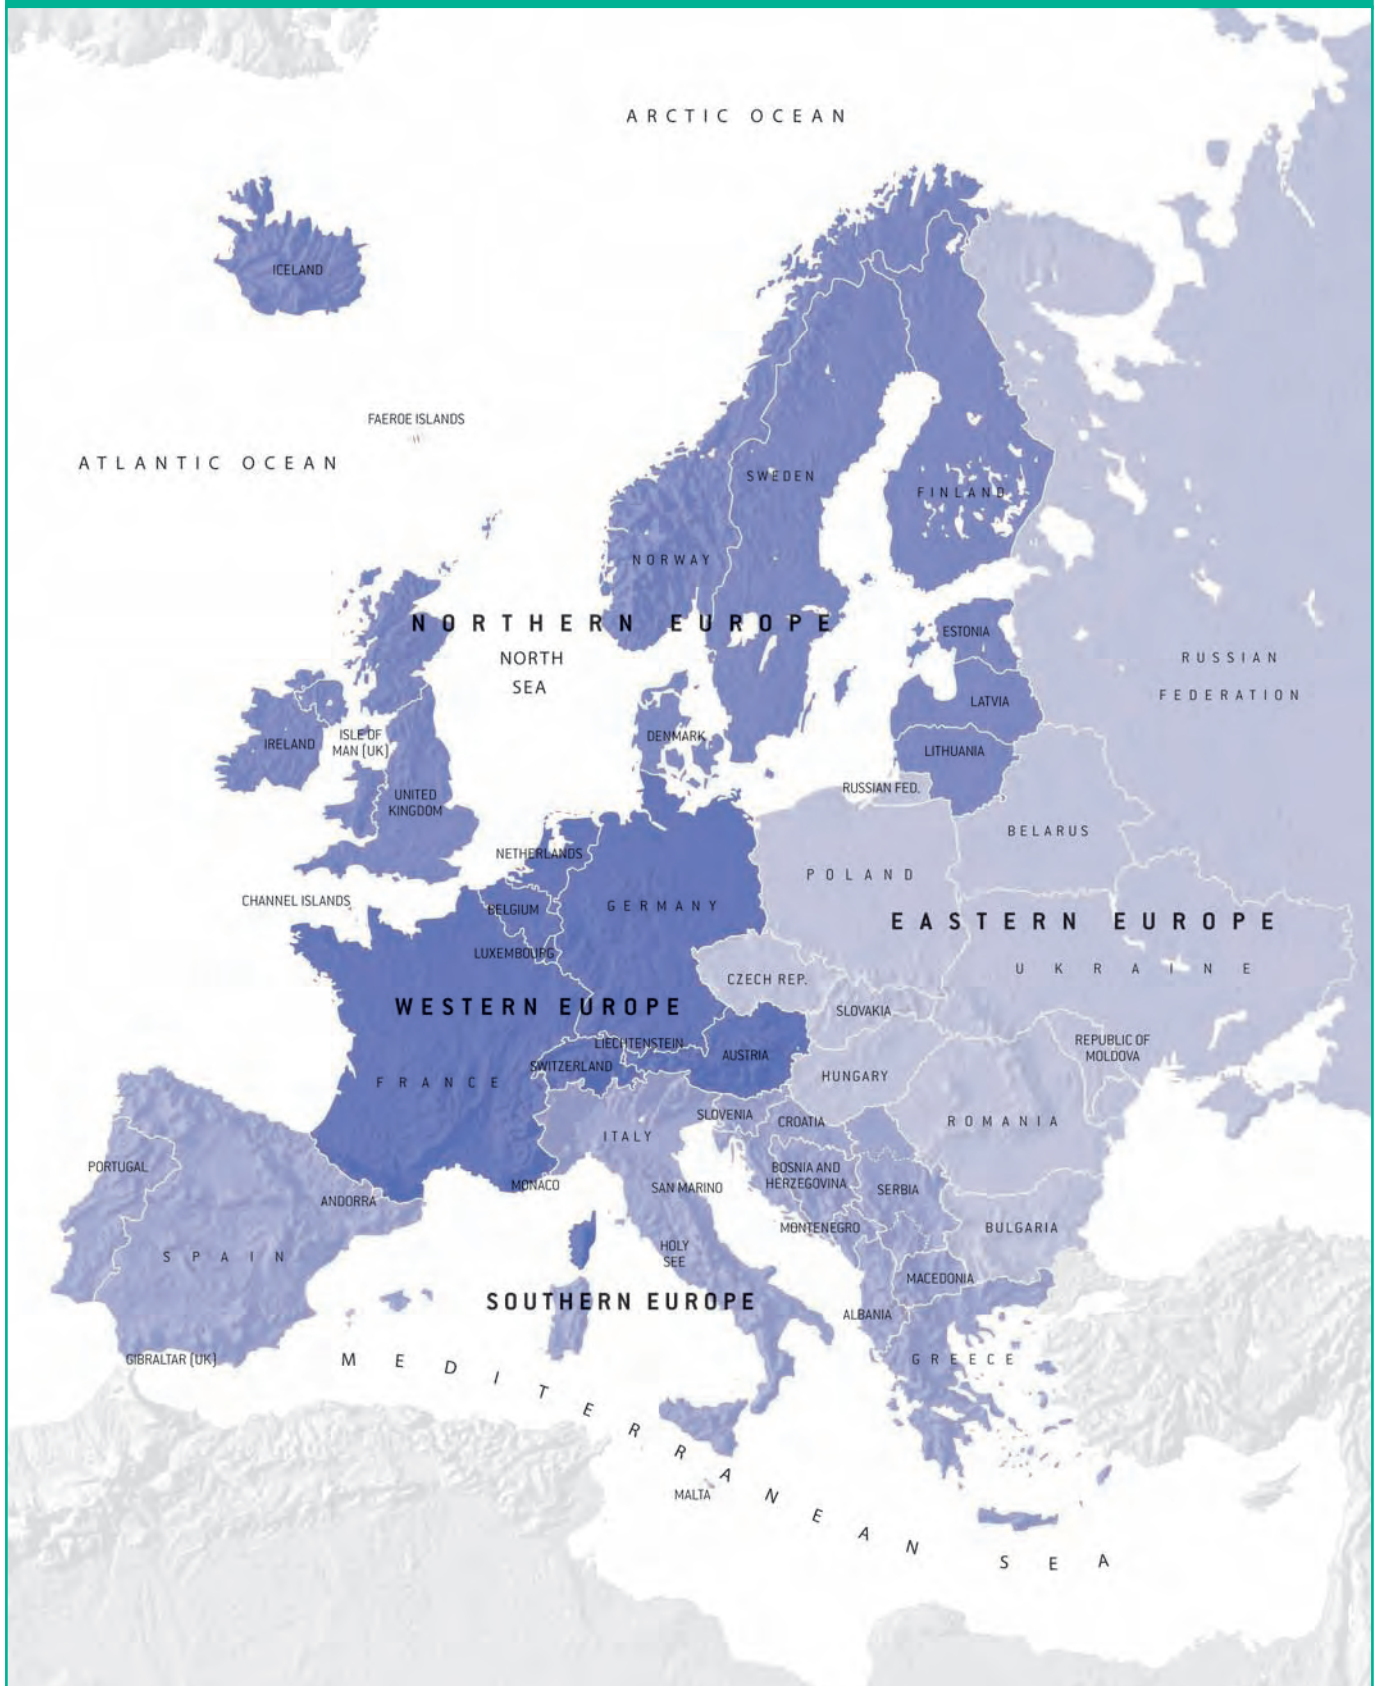 ARCTIC OCEAN
ICELAND
FAEROE ISLANDS
ATLANTIC OCEAN
SWEDEN
FINLAND
NORWAY
NORTHERN EUROPE
ESTONIA
NORTH
SEA
RUSSIAN
FEDERATION
LATVIA
ISLE OF
MAN (UK)
IRELAND
DENMARK
LITHUANIA
RUSSIAN FED.
UNITED
KINGDOM
BELARUS
NETHERLANDS
POLAND
CHANNEL ISLANDS
BELGIUM
GERMANY
EASTERN EUROPE
LUXEMBOURG
UKRAINE
CZECH REP.
WESTERN EUROPE
SLOVAKIA
LIECHTENSTEIN
REPUBLIC OF
MOLDOVA
AUSTRIA
SWITZERLAND
HUNGARY
FRANCE
SLOVENIA
CROATIA
ROMANIA
ITALY
PORTUGAL
BOSNIA AND
HERZEGOVINA
MONACO
SAN MARINO
SERBIA
ANDORRA
MONTENEGRO
BULGARIA
SPAIN
HOLY
SEE
MACEDONIA
SOUTHERN EUROPE
ALBANIA
GIBRALTAR (UK)
GREECE
MEDITERRANEAN SEA
MALTA